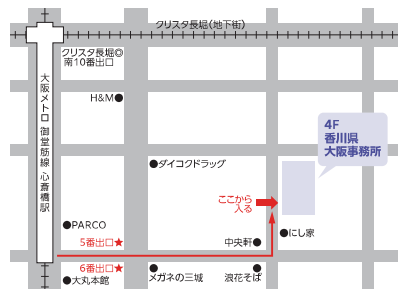 クリスタ長堀(地下街)
クリスタ長堀◎
南10番出口
大阪メトロ 御堂筋線 心斎橋駅
H&M●
4F
香川県
大阪事務所
●ダイコクドラッグ
ここから
入る
●PARCO
5番出口★
中央軒●
●にし家
6番出口★
●大丸本館
メガネの三城
浪花そば